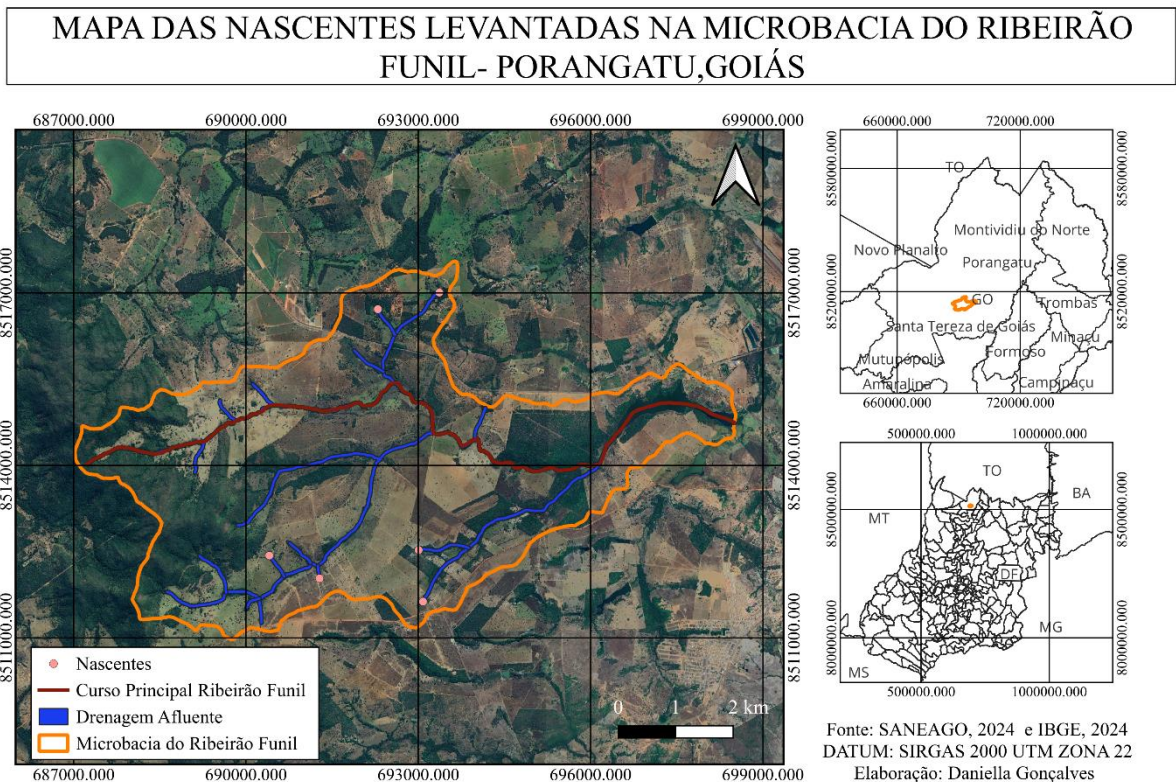 MAPA DAS NASCENTES LEVANTADAS NA MICROBACIA DO RIBEIRÃO
FUNIL- PORANGATU,GOIÁS
687000.000 690000.000 693000.000 696000.000 699000.000
8517000.000
8514000.000
8511000.000
8517000.000
8514000.000
8511000.000
Nascentes
Curso Principal Ribeirão Funil
Drenagem Afluente
Microbacia do Ribeirão Funil
0 1 2 km
687000.000 690000.000 693000.000 696000.000 699000.000
660000.000 720000.000
8580000.000
8520000.000
8580000.000
8520000.000
TO
Montividiu do Norte
Novo Planalto
Porangatu
GO
Trombas
Santa Tereza de Goiás
Minaçu
Formoso
Mutunópolis
Amaralina
Campinaçu
660000.000 720000.000
500000.000 1000000.000
8500000.000
8000000.000
8500000.000
8000000.000
TO
BA
MT
DF
MG
MS
500000.000 1000000.000
Fonte: SANEAGO, 2024 e IBGE, 2024
DATUM: SIRGAS 2000 UTM ZONA 22
Elaboração: Daniella Gonçalves